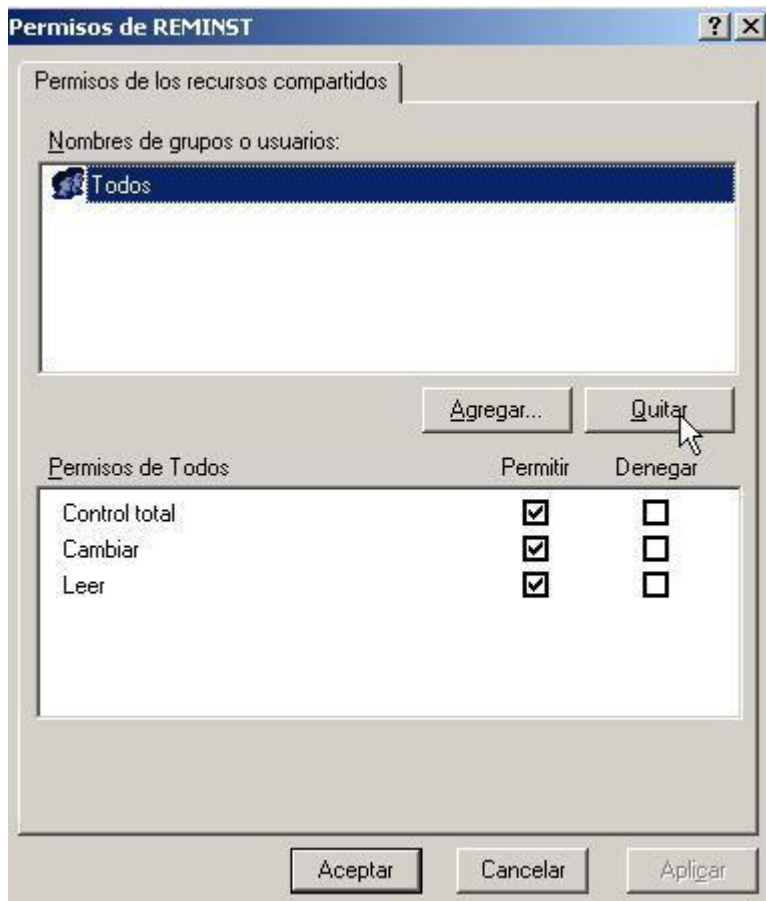 Permisos de REMINST
Permisos de los recursos compartidos
Nombres de grupos o usuarios:
Todos
Agregar... Quitar
Permisos de Todos Permitir Denegar
Control total
Cambiar
Leer
Aceptar Cancelar Aplicar